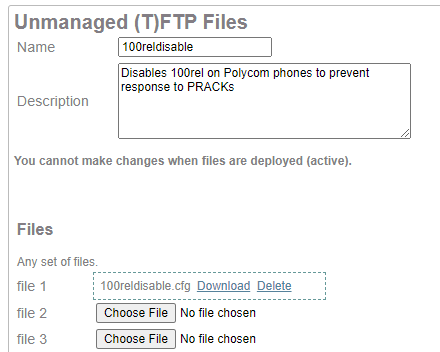 Unmanaged (T)FTP Files
Name 100reldisable
Description
Disables 100rel on Polycom phones to prevent
response to PRACKs
You cannot make changes when files are deployed (active).
Files
Any set of files.
file 1 100reldisable.cfg Download Delete
file 2 Choose File No file chosen
file 3 Choose File No file chosen